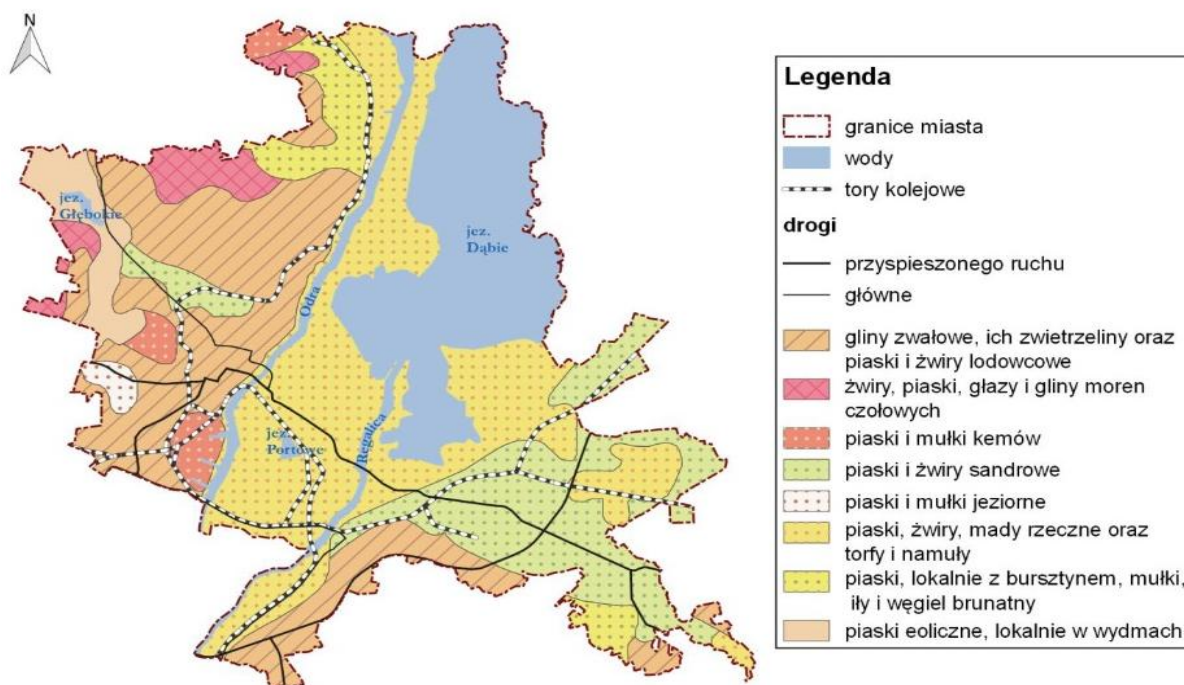 N
jez.
Głębokie
jez.
Dąbie
Odra
jez.
Portowe
Regalica
Legenda
granice miasta
wody
tory kolejowe
drogi
przyspieszonego ruchu
główne
gliny zwałowe, ich zwietrzeliny oraz
piaski i żwiry lodowcowe
żwiry, piaski, głazy i gliny moren
czołowych
piaski i mułki kemów
piaski i żwiry sandrowe
piaski i mułki jeziorne
piaski, żwiry, mady rzeczne oraz
torfy i namuły
piaski, lokalnie z bursztynem, mułki,
iły i węgiel brunatny
piaski eoliczne, lokalnie w wydmach